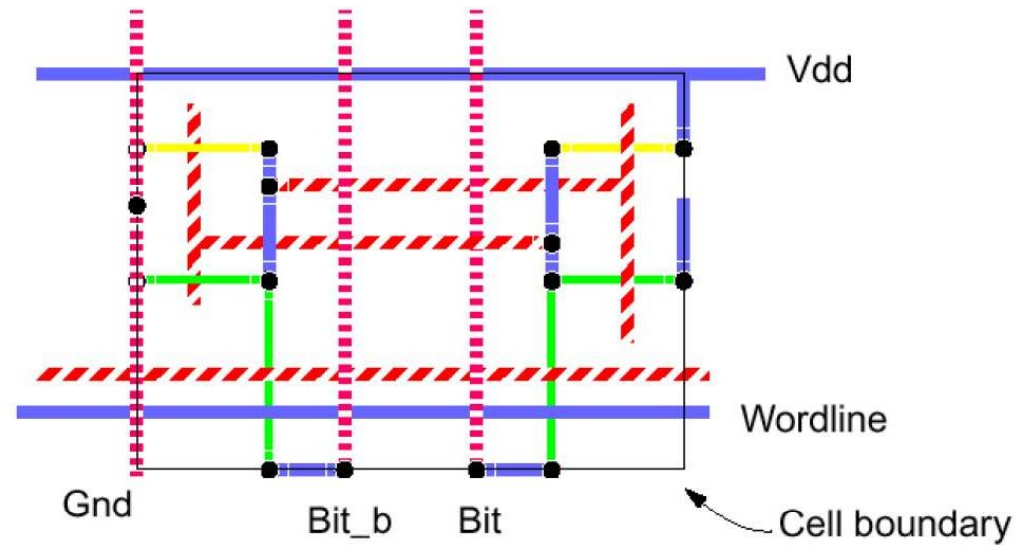 Vdd
Wordline
Gnd
Bit_b
Bit
Cell boundary